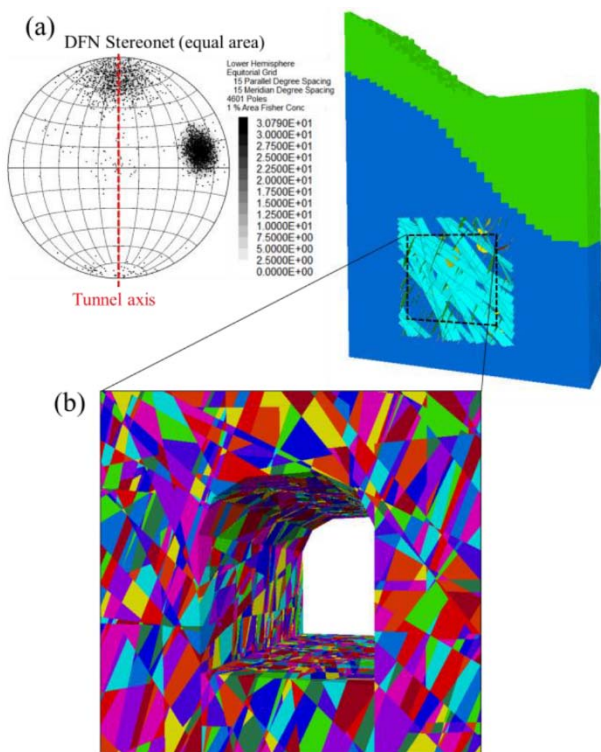 (a)
DFN Stereonet (equal area)
Lower Hemisphere
Equitorial Grid
15 Parallel Degree Spacing
15 Meridian Degree Spacing
4601 Poles
1 % Area Fisher Conc
3.0790E+01
3.0000E+01
2.7500E+01
2.5000E+01
2.2500E+01
2.0000E+01
1.7500E+01
1.5000E+01
1.2500E+01
1.0000E+01
7.5000E+00
5.0000E+00
2.5000E+00
0.0000E+00
Tunnel axis
(b)